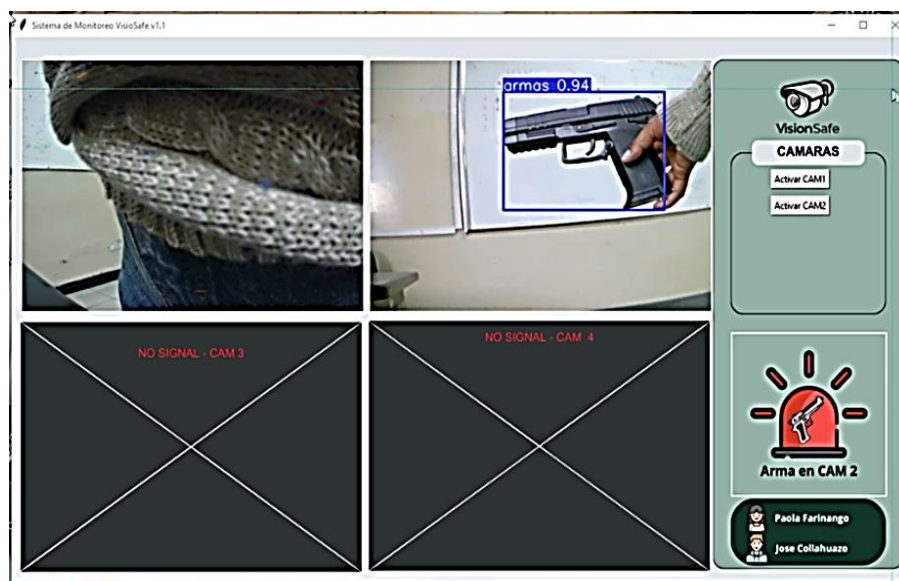 Sistema de Monitoreo VisioSafe v1.1
armas 0.94
VisionSafe
CAMARAS
Activar CAM1
Activar CAM2
NO SIGNAL - CAM 3
NO SIGNAL - CAM 4
Arma en CAM 2
Paola Farinango
Jose Collahuazo